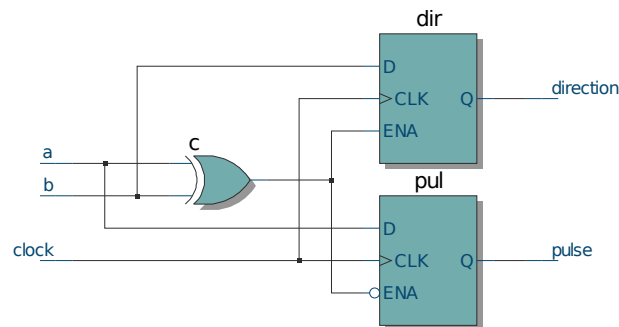 dir
D
CLK
Q
ENA
direction
a
b
c
clock
pul
D
CLK
Q
ENA
pulse